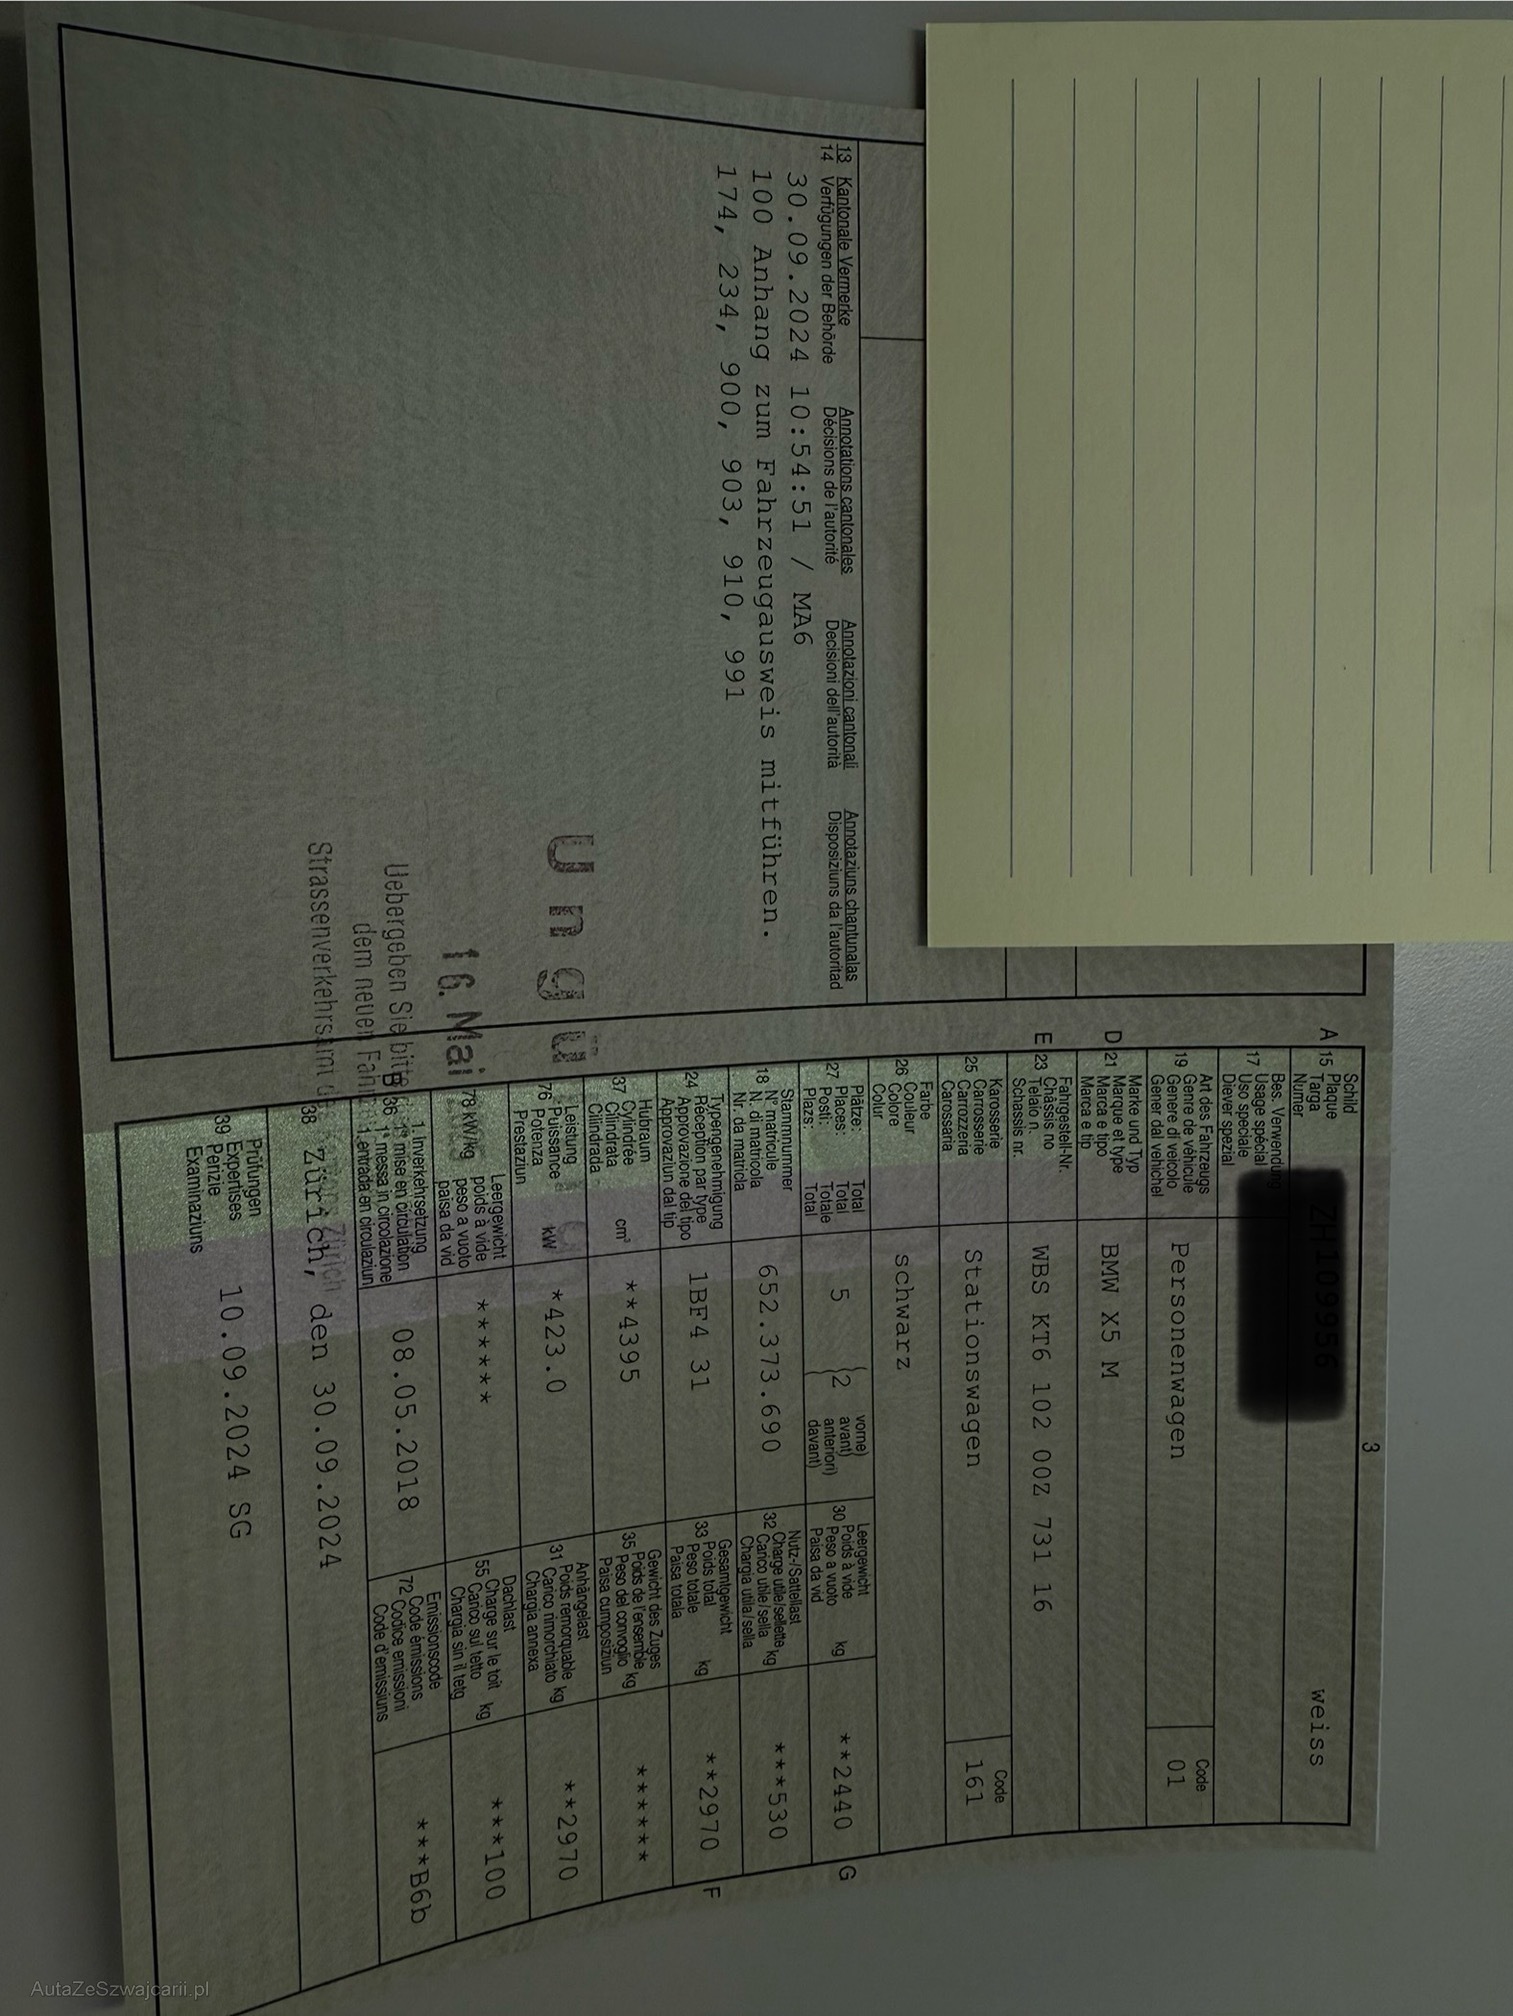 13 Kantonale Vermerke Annotations cantonales Annotazioni cantonali Annotaziuns chantunalas
14 Verfügungen der Behörde Décisions de l'autorité Decisioni dell'autorità Disposiziuns da l'autoritad
30.09.2024 10:54:51 / MA6
100 Anhang zum Fahrzeugausweis mitführen.
174, 234, 900, 903, 910, 991
Ungü
16. Mai
Uebergeben Sie bitte
dem neuen
Strassenverkehrsamt
3
A 15 Schild
Plaque
Targa
Numer
weiss
17 Bes. Verwendung
Usage spécial
Uso speciale
Diever spezial
19 Art des Fahrzeugs
Genre de véhicule
Genere di veicolo
Gener dal vehichel
Personenwagen
Code
01
D 21 Marke und Typ
Marque et type
Marca e tipo
Marca e tip
BMW X5 M
E 23 Fahrgestell-Nr.
Châssis no
Telaio n.
Schassis nr.
WBS KT6 102 00Z 731 16
25 Karosserie
Carrosserie
Carrozzeria
Carossaria
Stationswagen
Code
161
26 Farbe
Couleur
Colore
Colur
schwarz
27 Plätze: Total
Places: Total
Posti: Totale
Plazs: Total
5 (2 vorne)
avant)
anteriori)
davant)
30 Leergewicht
Poids à vide
Peso a vuoto kg
Paisa da vid
**2440 G
18 Stammnummer
N° matricule
N. di matricola
Nr. da matricla
652.373.690
32 Nutz-/Sattellast
Charge utile/sellette kg
Carico utile/sella
Chargia utila/sella
***530
24 Typengenehmigung
Réception par type
Approvazione del tipo
Approvaziun dal tip
1BF4 31
33 Gesamtgewicht
Poids total kg
Peso totale
Paisa totala
**2970 F
37 Hubraum
Cylindrée cm³
Cilindrata
Cilindrada
**4395
35 Gewicht des Zuges
Poids de l'ensemble kg
Peso del convoglio
Paisa cumposiziun
******
76 Leistung
Puissance kW
Potenza
Prestaziun
*423.0
31 Anhängelast
Poids remorquable kg
Carico rimorchiato
Chargia annexa
**2970
78 kW/kg Leergewicht
poids à vide
peso a vuoto
paisa da vid
******
55 Dachlast
Charge sur le toit kg
Carico sul tetto
Chargia sin il tetg
***100
B 36 1. Inverkehrsetzung
1re mise en circulation
1a messa in circolazione
1. entrada en circulaziun
08.05.2018
72 Emissionscode
Code émissions
Codice emissioni
Code d'emissiuns
***B6b
38 Zürich, den 30.09.2024
39 Prüfungen
Expertises
Perizie
Examinaziuns
10.09.2024 SG
AutaZeSzwajcarii.pl